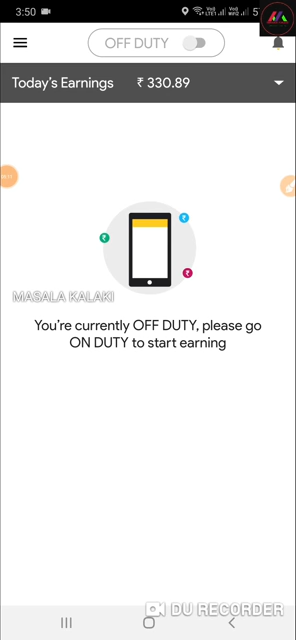 3:50
OFF DUTY
Today's Earnings ₹ 330.89
MASALA KALAKI
You're currently OFF DUTY, please go
ON DUTY to start earning
DU RECORDER